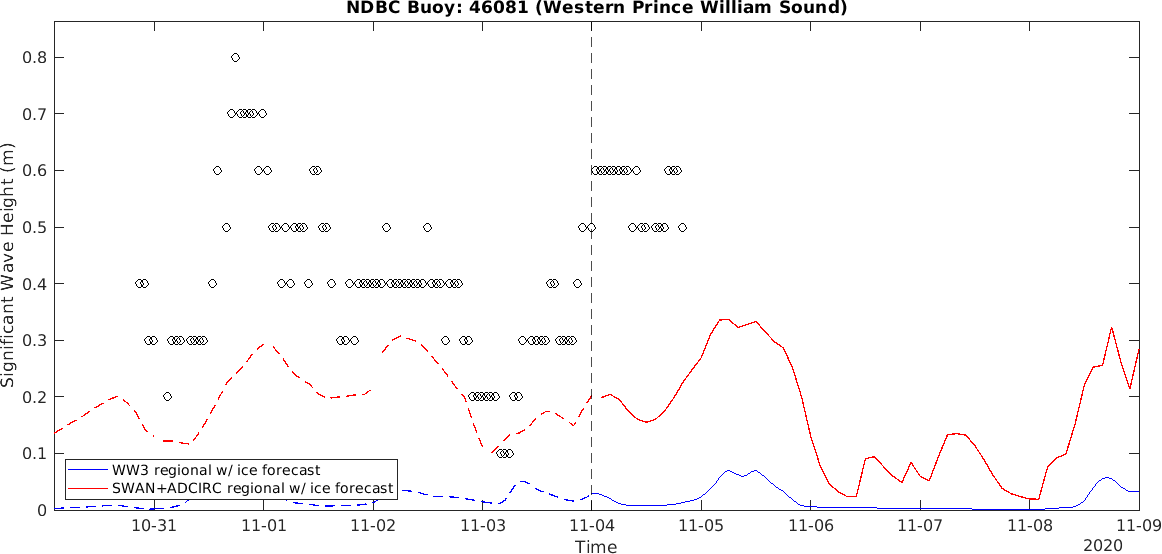 NDBC Buoy: 46081 (Western Prince William Sound)
Significant Wave Height (m)
0.8
0.7
0.6
0.5
0.4
0.3
0.2
0.1
0
WW3 regional w/ ice forecast
SWAN+ADCIRC regional w/ ice forecast
10-31 11-01 11-02 11-03 11-04 11-05 11-06 11-07 11-08 11-09
Time
2020